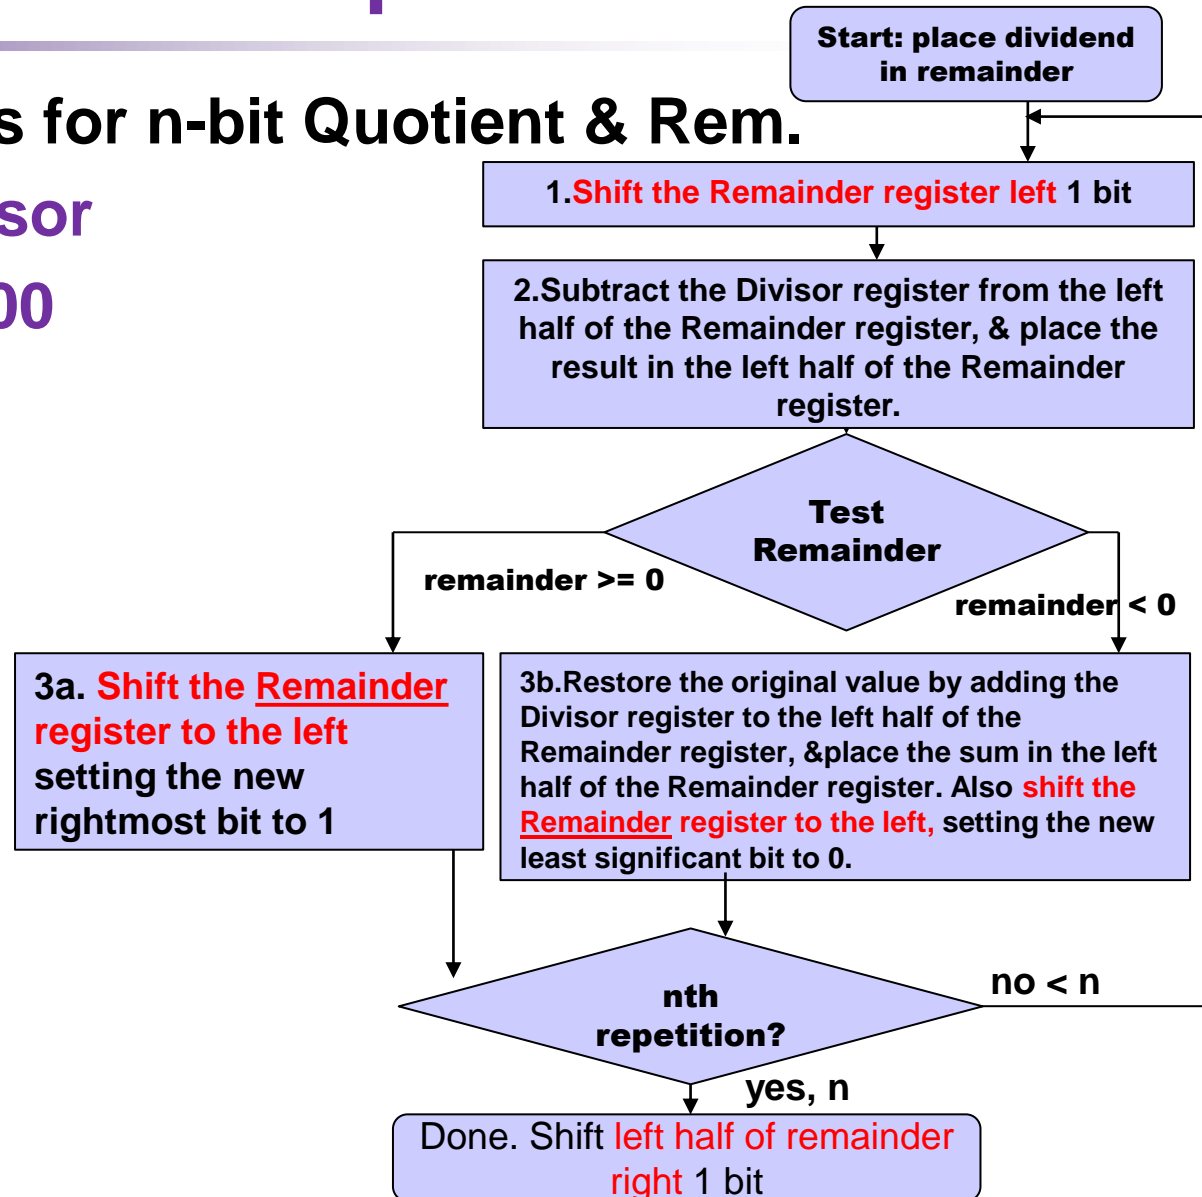 Start: place dividend
in remainder
s for n-bit Quotient & Rem.
1.Shift the Remainder register left 1 bit
sor
00
2.Subtract the Divisor register from the left
half of the Remainder register, & place the
result in the left half of the Remainder
register.
Test
Remainder
remainder >= 0
remainder < 0
3a. Shift the Remainder
register to the left
setting the new
rightmost bit to 1
3b.Restore the original value by adding the
Divisor register to the left half of the
Remainder register, &place the sum in the left
half of the Remainder register. Also shift the
Remainder register to the left, setting the new
least significant bit to 0.
nth
repetition?
no < n
yes, n
Done. Shift left half of remainder
right 1 bit